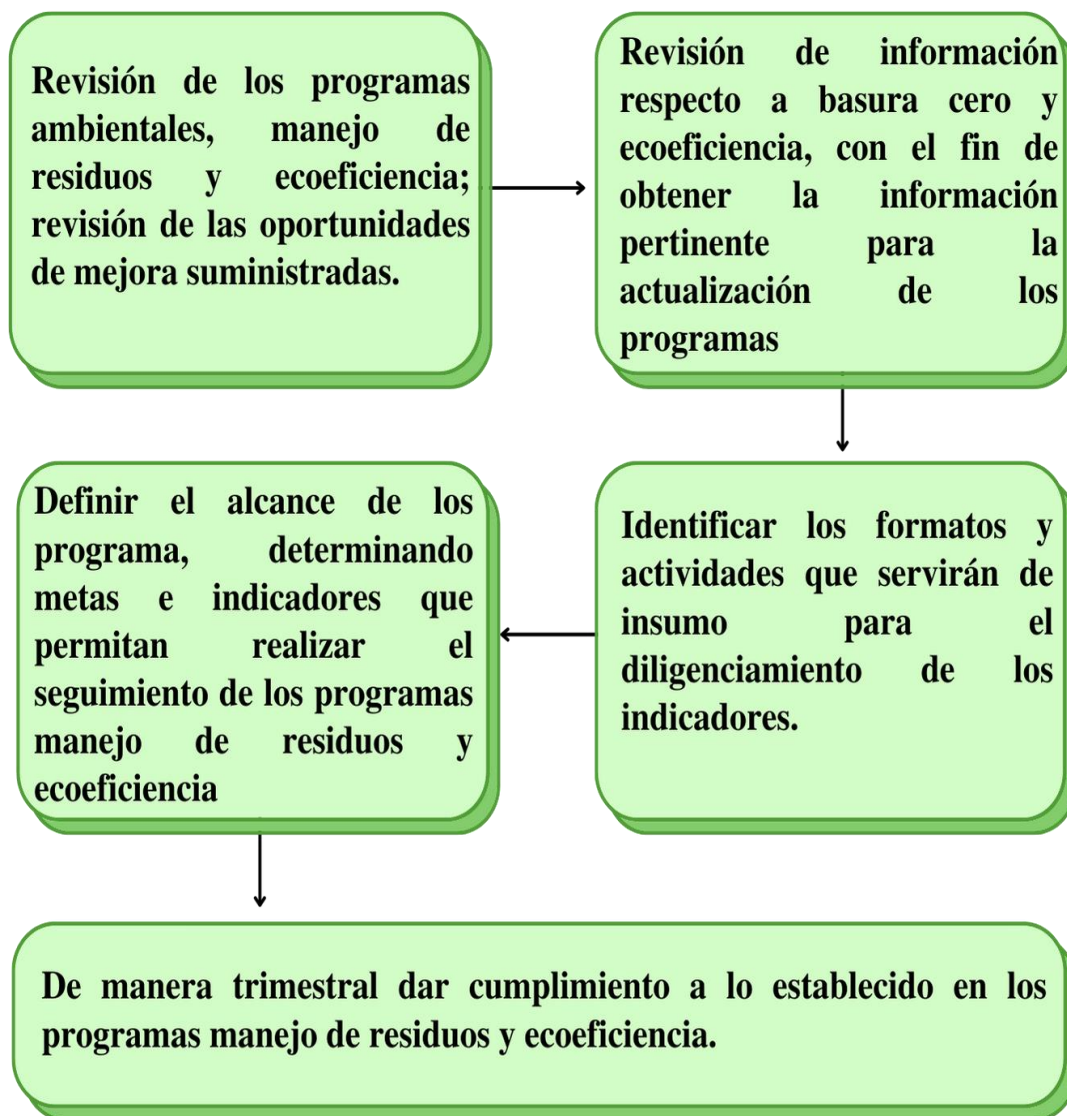 Revisión de los programas
ambientales, manejo de
residuos y ecoeficiencia;
revisión de las oportunidades
de mejora suministradas.
Revisión de información
respecto a basura cero y
ecoeficiencia, con el fin de
obtener la información
pertinente para la
actualización de los
programas
Identificar los formatos y
actividades que servirán de
insumo para el
diligenciamiento de los
indicadores.
Definir el alcance de los
programa, determinando
metas e indicadores que
permitan realizar el
seguimiento de los programas
manejo de residuos y
ecoeficiencia
De manera trimestral dar cumplimiento a lo establecido en los
programas manejo de residuos y ecoeficiencia.